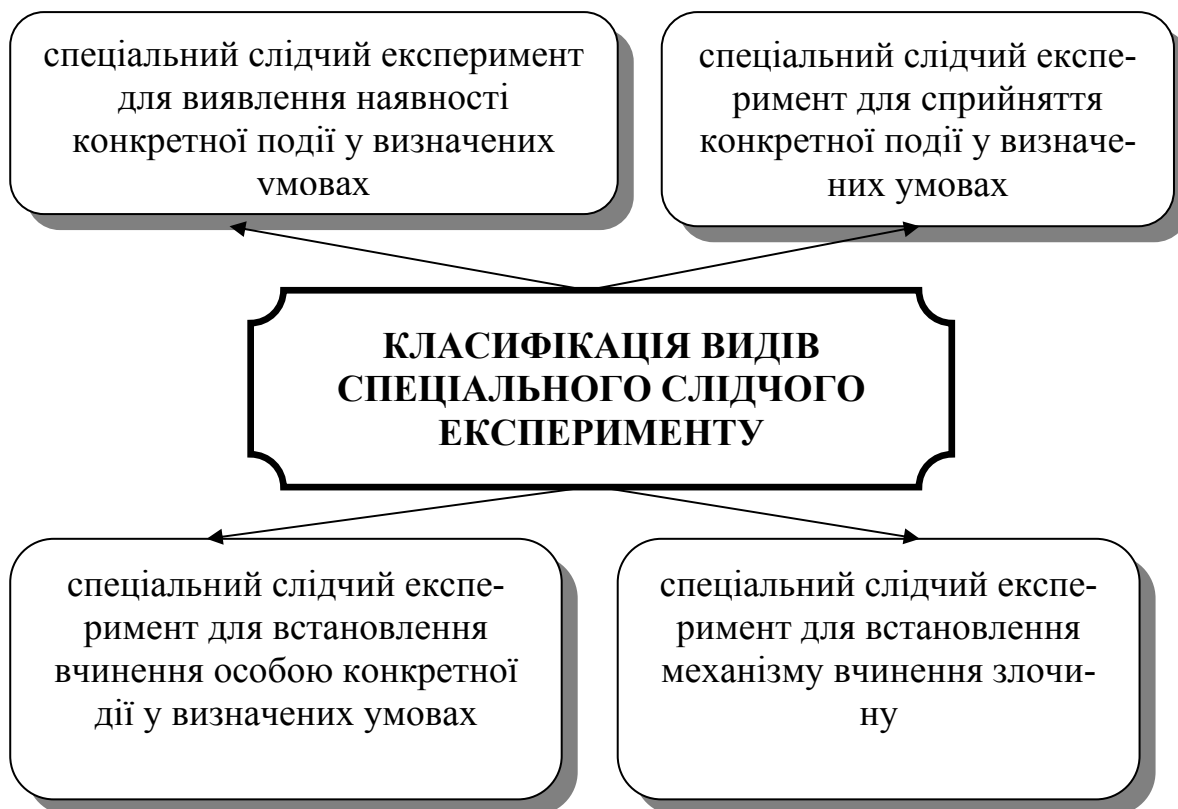 спеціальний слідчий експеримент
для виявлення наявності
конкретної події у визначених
умовах
спеціальний слідчий експе-
римент для сприйняття
конкретної події у визначе-
них умовах
КЛАСИФІКАЦІЯ ВИДІВ
СПЕЦІАЛЬНОГО СЛІДЧОГО
ЕКСПЕРИМЕНТУ
спеціальний слідчий експе-
римент для встановлення
вчинення особою конкретної
дії у визначених умовах
спеціальний слідчий експе-
римент для встановлення
механізму вчинення злочи-
ну